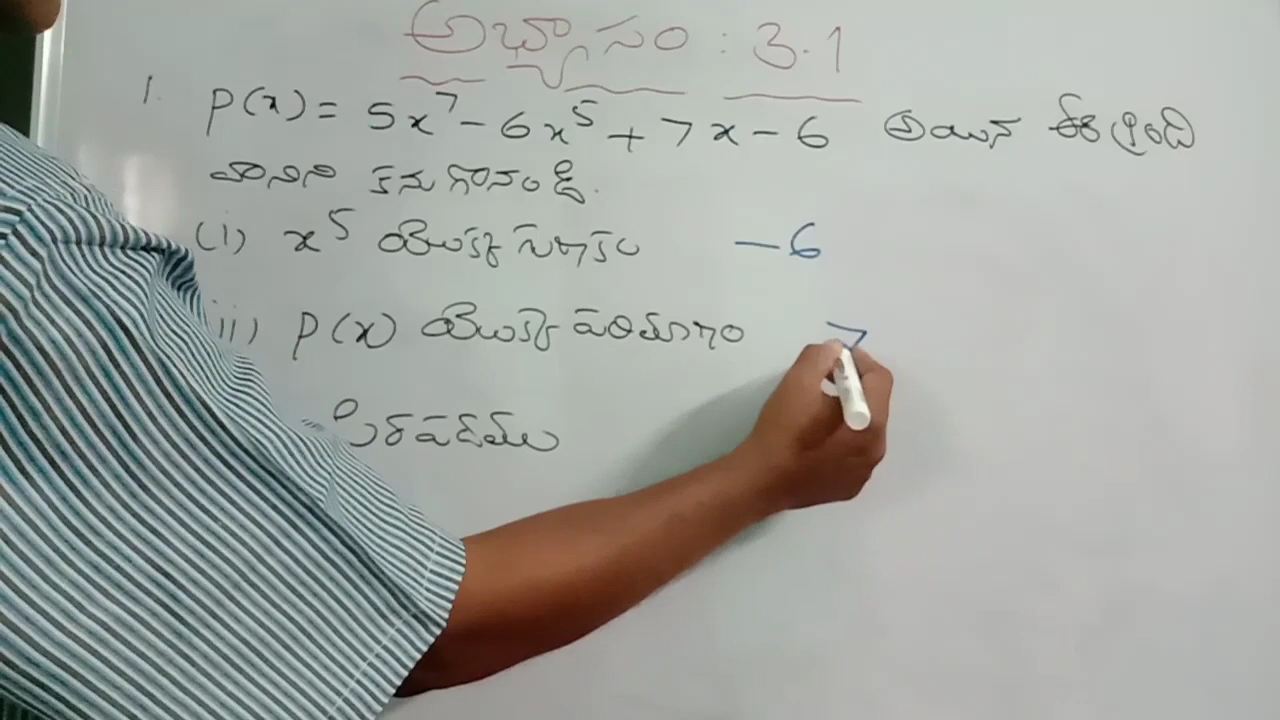 అభ్యాసం : 3.1
1. P(x) = 5x⁷ - 6x⁵ + 7x - 6 అయిన ఈ క్రింది
వానిని కనుగొనండి.
(i) x⁵ యొక్క గుణకం - 6
ii) P(x) యొక్క పరిమాణం 7
స్థిరపదము